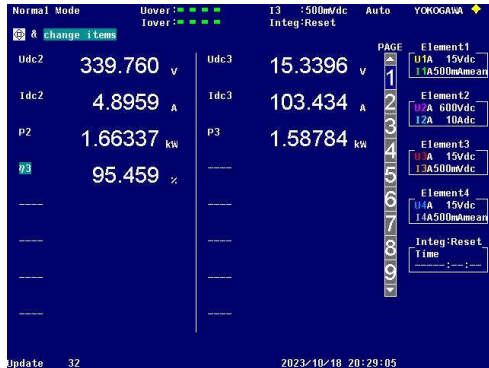 Normal Mode Uover: Iover: I3 :500mVdc Auto YOKOGAWA
Integ:Reset
& change items
PAGE
Udc2 339.760 V Udc3 15.3396 V
Idc2 4.8959 A Idc3 103.434 A
P2 1.66337 kW P3 1.58784 kW
η3 95.459 % ----
---- ----
---- ----
---- ----
---- ----
1
2
3
4
5
6
7
8
9
Element1
U1A 15Vdc
I1A500mAmean
Element2
U2A 600Vdc
I2A 10Adc
Element3
U3A 15Vdc
I3A500mAmean
Element4
U4A 15Vdc
I4A500mAmean
Integ:Reset
Time
-----:--:--
Update 32 2023/10/18 20:29:05